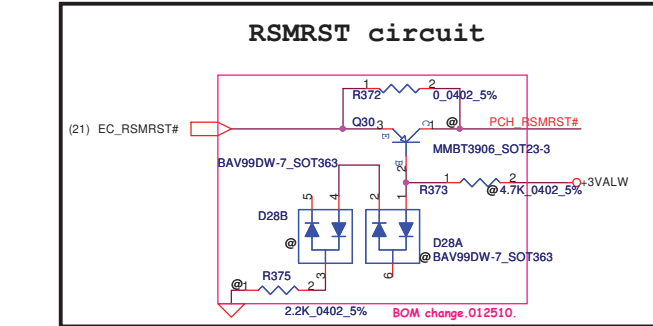 RSMRST circuit
1 2
R372 0_0402_5%
(21) EC_RSMRST#
Q30 3 1 @ PCH_RSMRST#
E C
MMBT3906_SOT23-3
B
2
BAV99DW-7_SOT363
R373 1 2 +3VALW
@ 4.7K_0402_5%
5 4 2 1
D28B
@
D28A
@ BAV99DW-7_SOT363
3 6
@ 1 R375 2
2.2K_0402_5%
BOM change.012510.